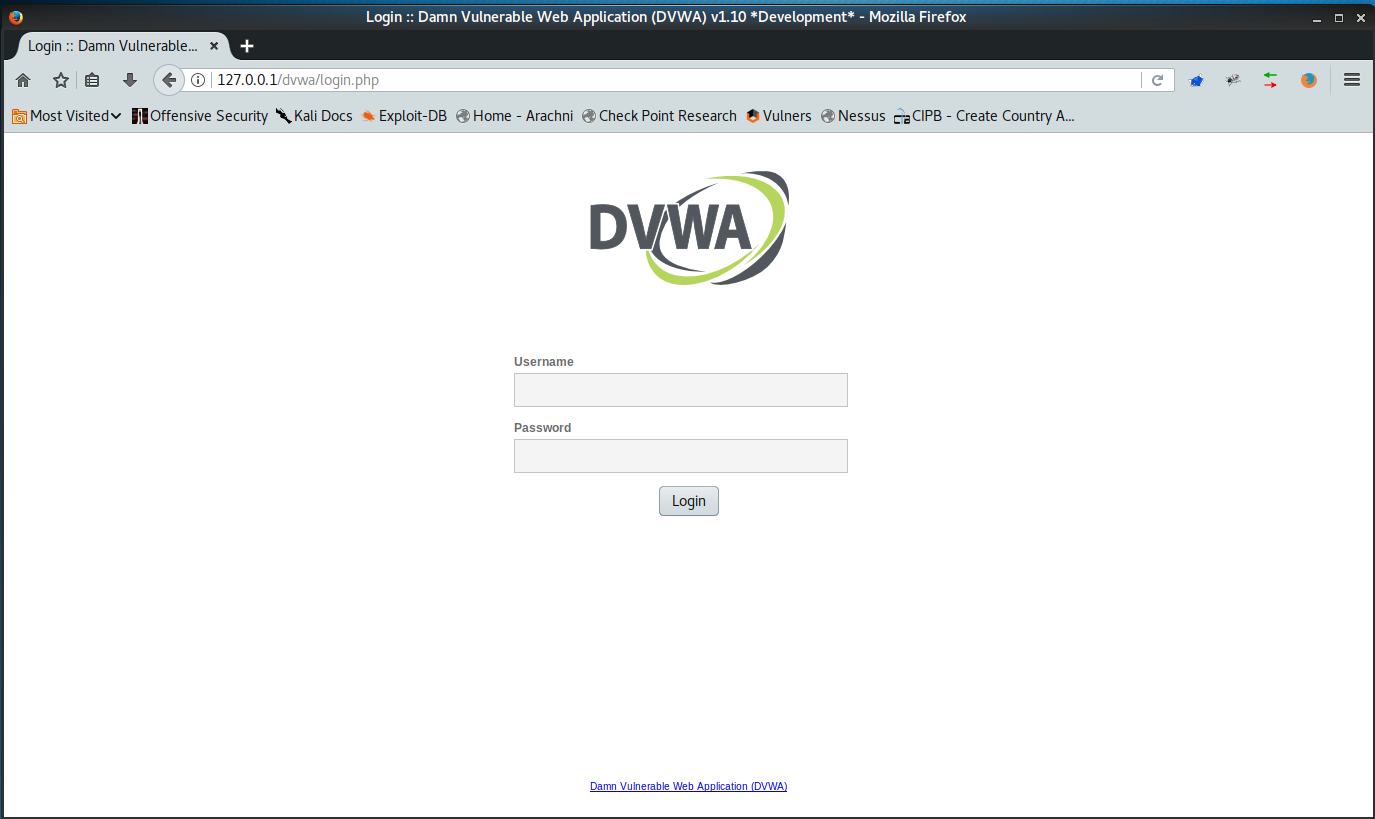 Login :: Damn Vulnerable Web Application (DVWA) v1.10 *Development* - Mozilla Firefox
Login :: Damn Vulnerable...
127.0.0.1/dvwa/login.php
Most Visited Offensive Security Kali Docs Exploit-DB Home - Arachni Check Point Research Vulners Nessus CIPB - Create Country A...
DVWA
Username
Password
Login
Damn Vulnerable Web Application (DVWA)